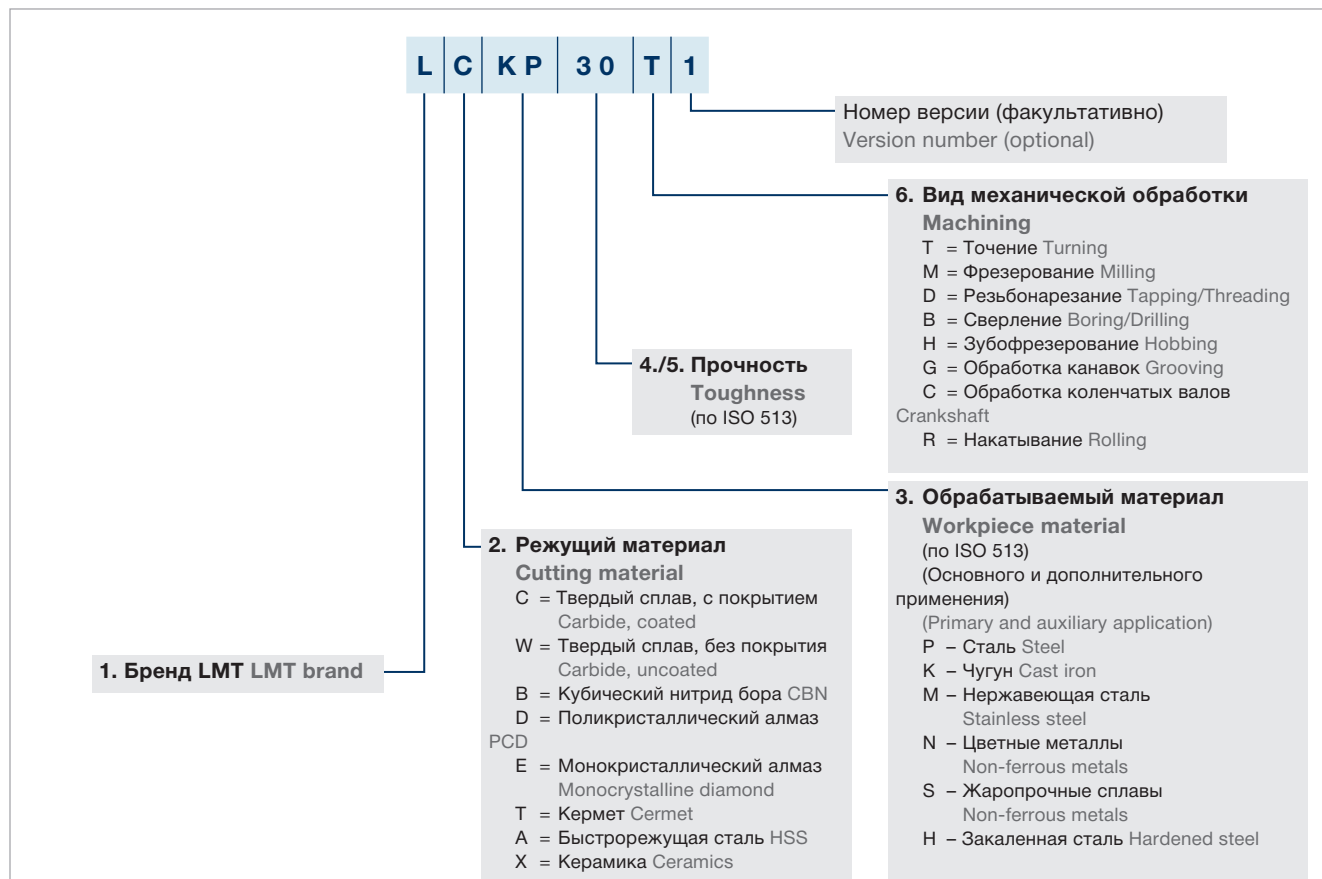 L C K P 3 0 T 1
Номер версии (факультативно)
Version number (optional)
6. Вид механической обработки
Machining
T = Точение Turning
M = Фрезерование Milling
D = Резьбонарезание Tapping/Threading
B = Сверление Boring/Drilling
H = Зубофрезерование Hobbing
G = Обработка канавок Grooving
C = Обработка коленчатых валов
Crankshaft
R = Накатывание Rolling
4./5. Прочность
Toughness
(по ISO 513)
3. Обрабатываемый материал
Workpiece material
(по ISO 513)
(Основного и дополнительного
применения)
(Primary and auxiliary application)
P – Сталь Steel
K – Чугун Cast iron
M – Нержавеющая сталь
Stainless steel
N – Цветные металлы
Non-ferrous metals
S – Жаропрочные сплавы
Non-ferrous metals
H – Закаленная сталь Hardened steel
2. Режущий материал
Cutting material
C = Твердый сплав, с покрытием
Carbide, coated
W = Твердый сплав, без покрытия
Carbide, uncoated
B = Кубический нитрид бора CBN
D = Поликристаллический алмаз
PCD
E = Монокристаллический алмаз
Monocrystalline diamond
T = Кермет Cermet
A = Быстрорежущая сталь HSS
X = Керамика Ceramics
1. Бренд LMT LMT brand